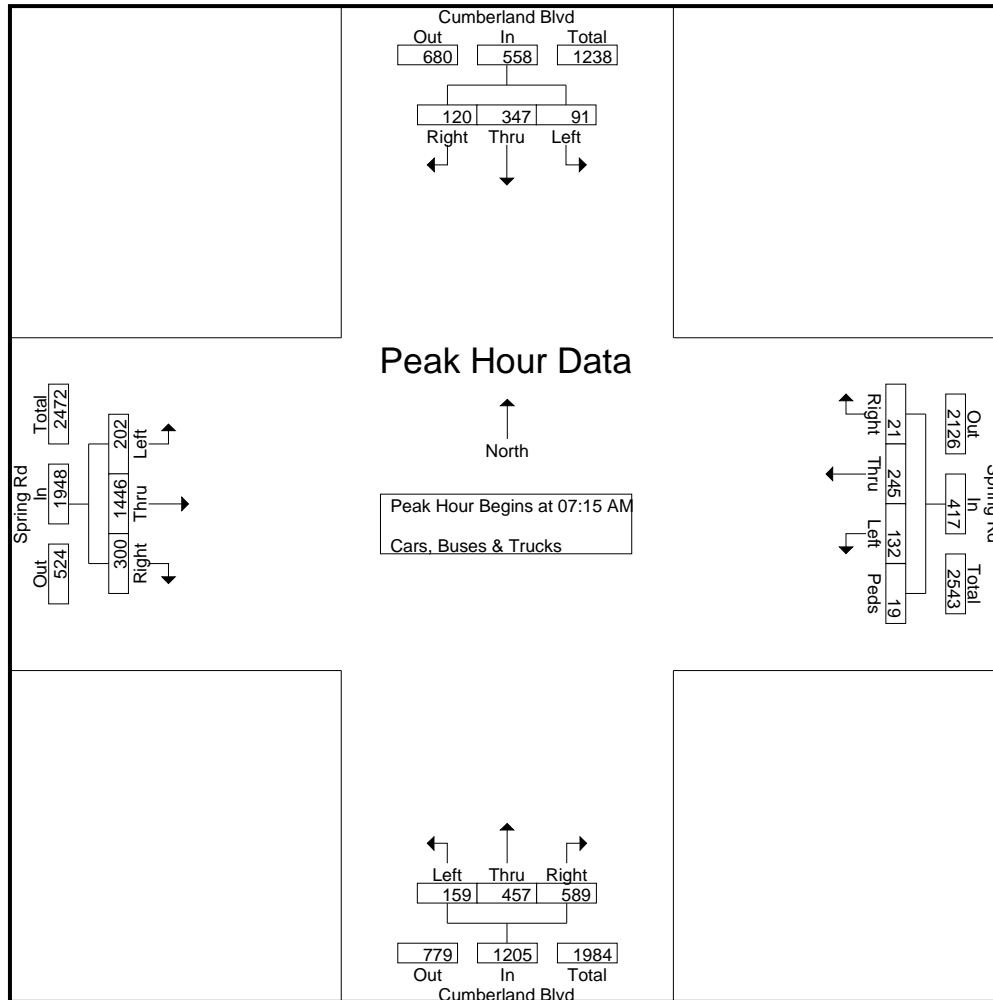 Cumberland Blvd
Out In Total
680 558 1238
120 347 91
Right Thru Left
Peak Hour Data
North
Peak Hour Begins at 07:15 AM
Cars, Buses & Trucks
Spring Rd
Out In Total
524 1948 2472
300 1446 202
Right Thru Left
Spring Rd
Out In Total
2126 417 2543
21 245 132 19
Right Thru Left Peds
Left Thru Right
159 457 589
779 1205 1984
Out In Total
Cumberland Blvd